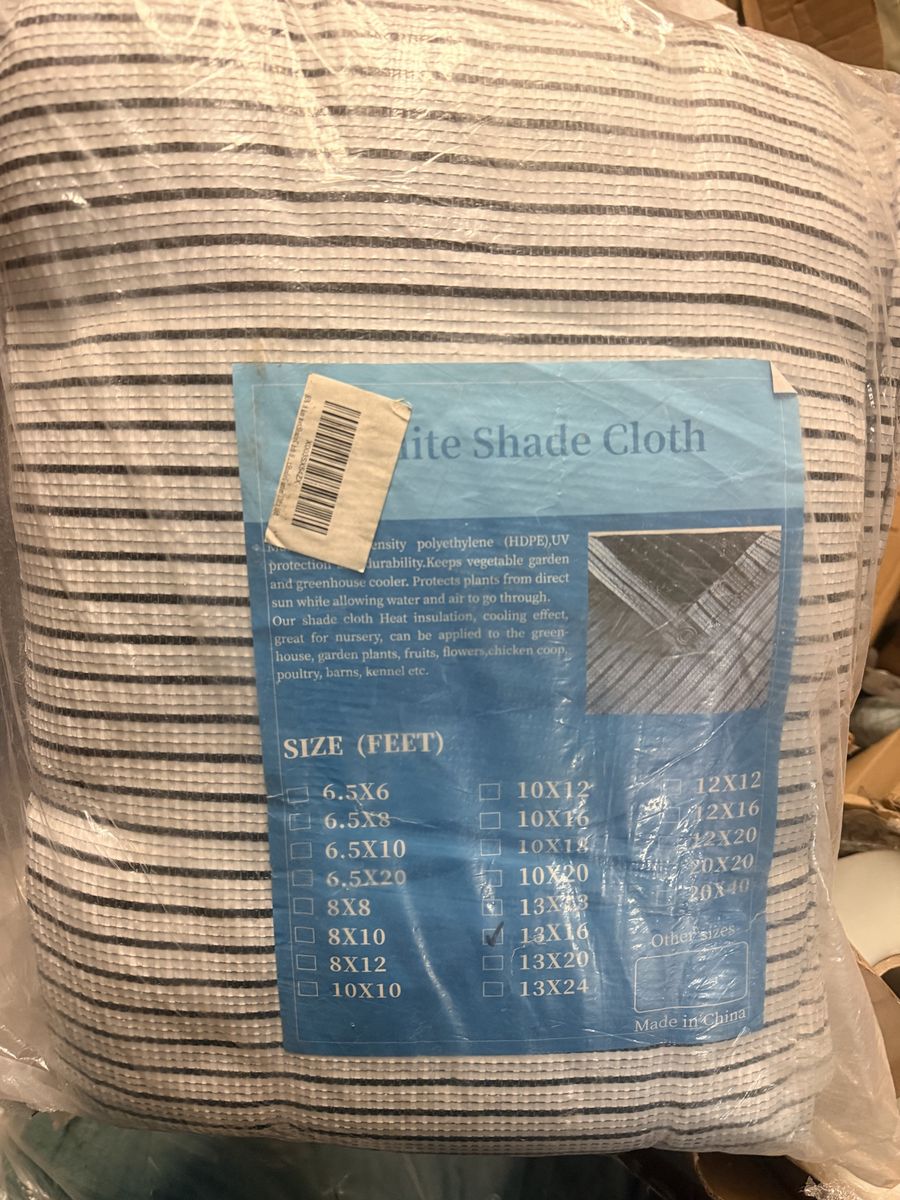 ite Shade Cloth
ensity polyethylene (HDPE),UV
protection durability.Keeps vegetable garden
and greenhouse cooler. Protects plants from direct
sun while allowing water and air to go through.
Our shade cloth Heat insulation, cooling effect,
great for nursery, can be applied to the green-
house, garden plants, fruits, flowers,chicken coop,
poultry, barns, kennel etc.
SIZE (FEET)
6.5X6
6.5X8
6.5X10
6.5X20
8X8
8X10
8X12
10X10
10X12
10X16
10X18
10X20
13X13
13X16
13X20
13X24
12X12
12X16
12X20
20X20
20X40
Other sizes
Made in China